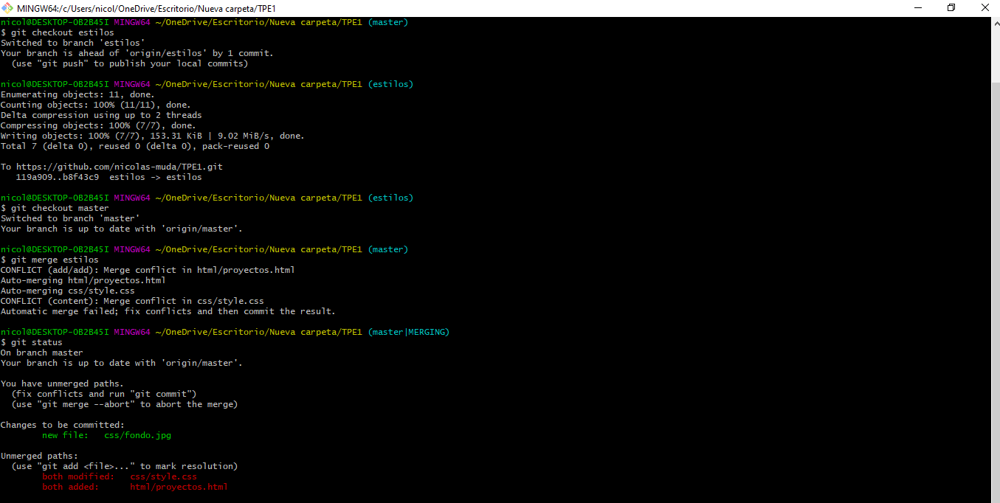 MINGW64:/c/Users/nicol/OneDrive/Escritorio/Nueva carpeta/TPE1
nicol@DESKTOP-OB2B45I MINGW64 ~/OneDrive/Escritorio/Nueva carpeta/TPE1 (master)
$ git checkout estilos
Switched to branch 'estilos'
Your branch is ahead of 'origin/estilos' by 1 commit.
  (use "git push" to publish your local commits)

nicol@DESKTOP-OB2B45I MINGW64 ~/OneDrive/Escritorio/Nueva carpeta/TPE1 (estilos)
Enumerating objects: 11, done.
Counting objects: 100% (11/11), done.
Delta compression using up to 2 threads
Compressing objects: 100% (7/7), done.
Writing objects: 100% (7/7), 153.31 KiB | 9.02 MiB/s, done.
Total 7 (delta 0), reused 0 (delta 0), pack-reused 0

To https://github.com/nicolas-muda/TPE1.git
   119a909..b8f43c9  estilos -> estilos

nicol@DESKTOP-OB2B45I MINGW64 ~/OneDrive/Escritorio/Nueva carpeta/TPE1 (estilos)
$ git checkout master
Switched to branch 'master'
Your branch is up to date with 'origin/master'.

nicol@DESKTOP-OB2B45I MINGW64 ~/OneDrive/Escritorio/Nueva carpeta/TPE1 (master)
$ git merge estilos
CONFLICT (add/add): Merge conflict in html/proyectos.html
Auto-merging html/proyectos.html
Auto-merging css/style.css
CONFLICT (content): Merge conflict in css/style.css
Automatic merge failed; fix conflicts and then commit the result.

nicol@DESKTOP-OB2B45I MINGW64 ~/OneDrive/Escritorio/Nueva carpeta/TPE1 (master|MERGING)
$ git status
On branch master
Your branch is up to date with 'origin/master'.

You have unmerged paths.
  (fix conflicts and run "git commit")
  (use "git merge --abort" to abort the merge)

Changes to be committed:
        new file:   css/fondo.jpg

Unmerged paths:
  (use "git add <file>..." to mark resolution)
        both modified:   css/style.css
        both added:      html/proyectos.html